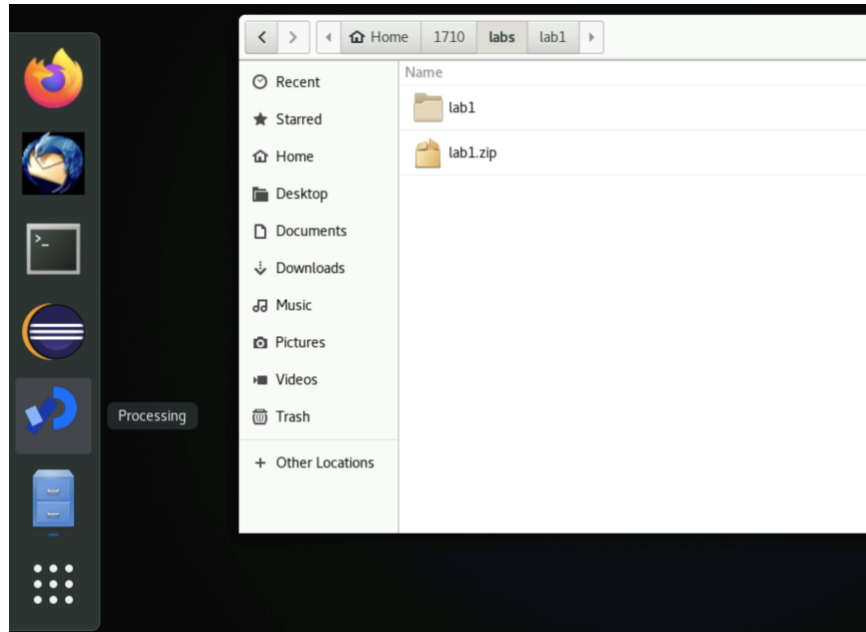 Home 1710 labs lab1
Name
Recent
Starred
Home
Desktop
Documents
Downloads
Music
Pictures
Videos
Trash
Other Locations
lab1
lab1.zip
>_
Processing